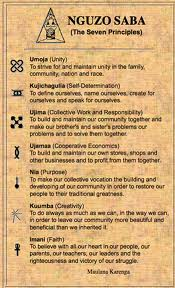 NGUZO SABA
(The Seven Principles)
Umoja (Unity)
To strive for and maintain unity in the family,
community, nation and race.
Kujichagulia (Self-Determination)
To define ourselves, name ourselves, create for
ourselves and speak for ourselves.
Ujima (Collective Work and Responsibility)
To build and maintain our community together and
make our brother's and sister's problems our
problems and to solve them together.
Ujamaa (Cooperative Economics)
To build and maintain our own stores, shops and
other businesses and to profit from them together.
Nia (Purpose)
To make our collective vocation the building and
developing of our community in order to restore our
people to their traditional greatness.
Kuumba (Creativity)
To do always as much as we can, in the way we can,
in order to leave our community more beautiful and
beneficial than we inherited it.
Imani (Faith)
To believe with all our heart in our people, our
parents, our teachers, our leaders and the
righteousness and victory of our struggle.
Maulana Karenga